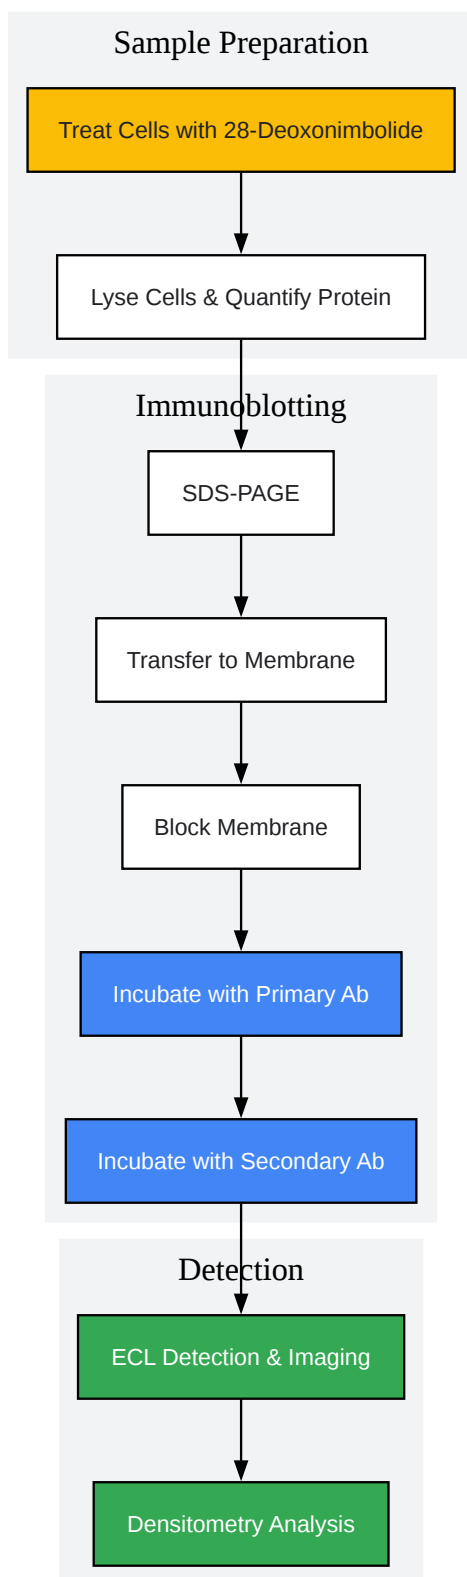 Sample Preparation
Treat Cells with 28-Deoxonimbolide
Lyse Cells & Quantify Protein
Immunoblotting
SDS-PAGE
Transfer to Membrane
Block Membrane
Incubate with Primary Ab
Incubate with Secondary Ab
Detection
ECL Detection & Imaging
Densitometry Analysis